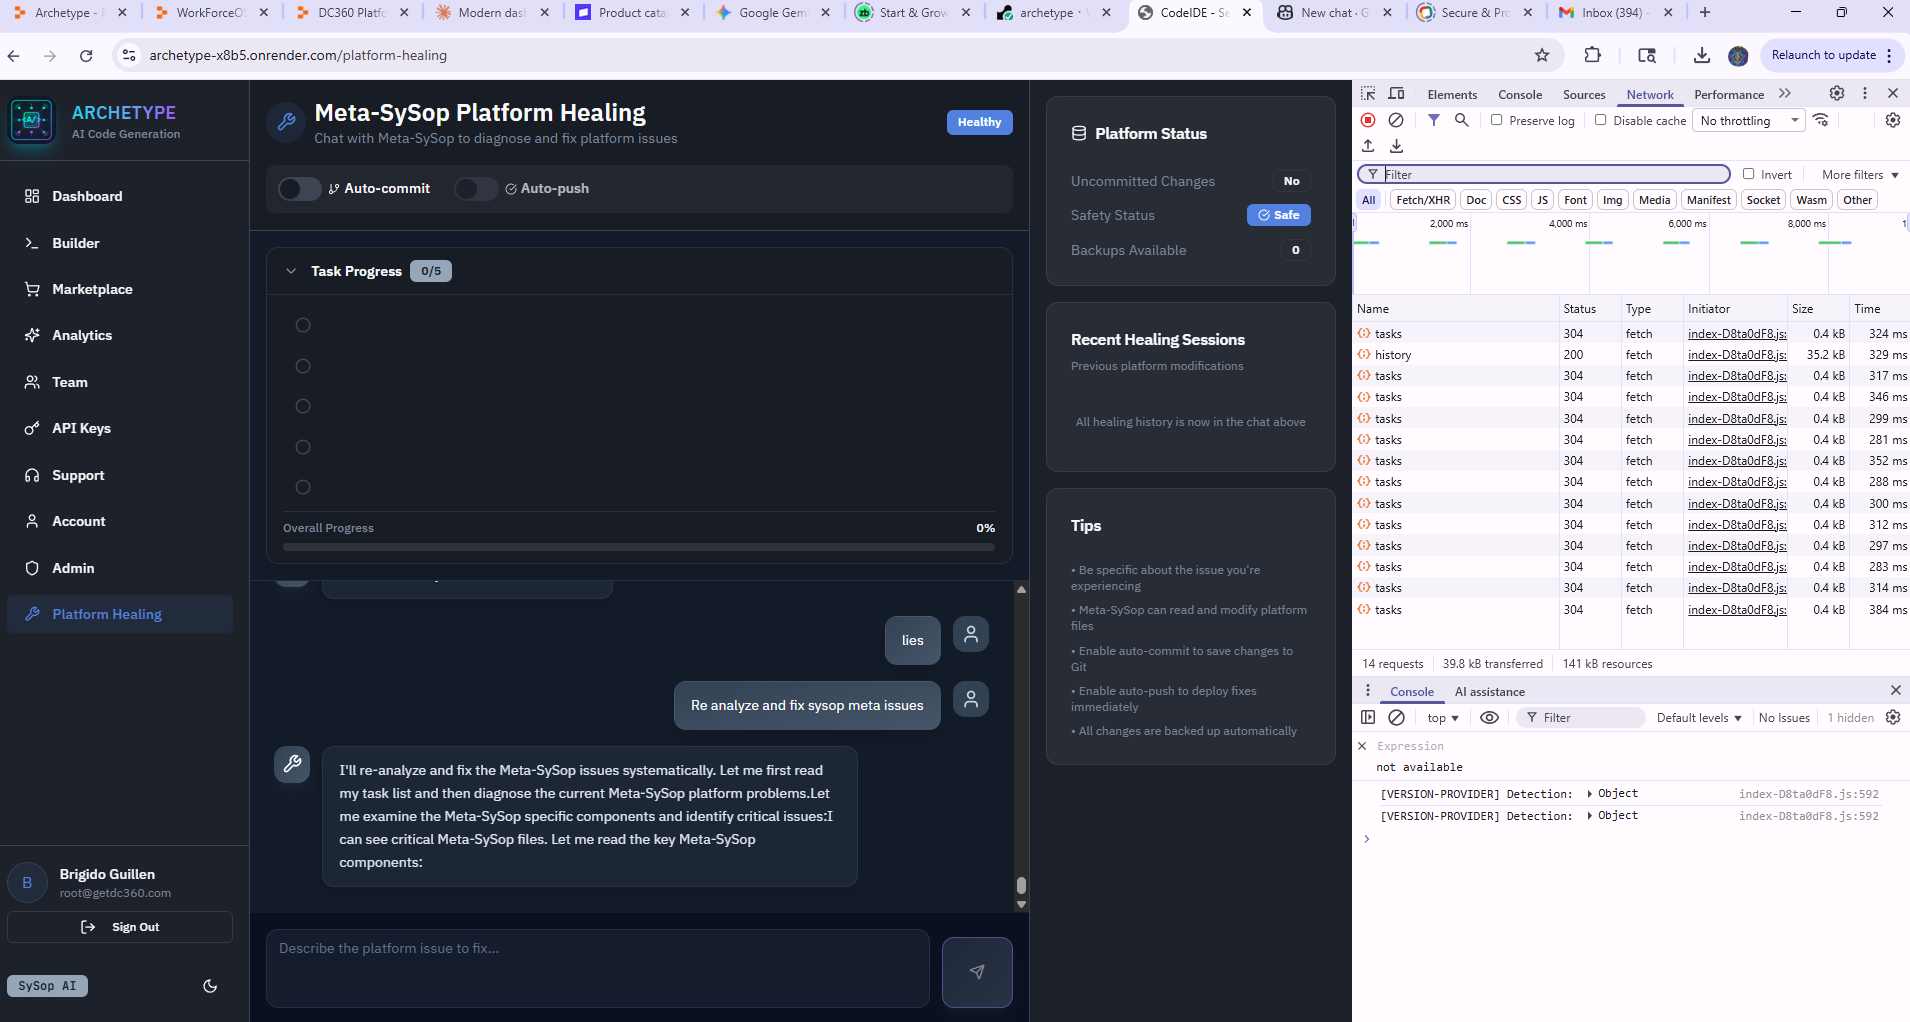 Archetype - F
WorkForceOS
DC360 Platfo
Modern dash
Product cata
Google Gemi
Start & Grow
archetype ·
CodeIDE - Se
New chat · G
Secure & Pro
Inbox (394) -
archetype-x8b5.onrender.com/platform-healing
Relaunch to update
ARCHETYPE
AI Code Generation
Dashboard
Builder
Marketplace
Analytics
Team
API Keys
Support
Account
Admin
Platform Healing
B
Brigido Guillen
root@getdc360.com
Sign Out
SySop AI
Meta-SySop Platform Healing
Chat with Meta-SySop to diagnose and fix platform issues
Healthy
Auto-commit
Auto-push
Task Progress 0/5
Overall Progress 0%
lies
Re analyze and fix sysop meta issues
I'll re-analyze and fix the Meta-SySop issues systematically. Let me first read
my task list and then diagnose the current Meta-SySop platform problems.Let
me examine the Meta-SySop specific components and identify critical issues:I
can see critical Meta-SySop files. Let me read the key Meta-SySop
components:
Describe the platform issue to fix...
Platform Status
Uncommitted Changes No
Safety Status Safe
Backups Available 0
Recent Healing Sessions
Previous platform modifications
All healing history is now in the chat above
Tips
• Be specific about the issue you're
experiencing
• Meta-SySop can read and modify platform
files
• Enable auto-commit to save changes to
Git
• Enable auto-push to deploy fixes
immediately
• All changes are backed up automatically
Elements Console Sources Network Performance
Preserve log Disable cache No throttling
Filter Invert More filters
All Fetch/XHR Doc CSS JS Font Img Media Manifest Socket Wasm Other
2,000 ms 4,000 ms 6,000 ms 8,000 ms 1
Name Status Type Initiator Size Time
tasks 304 fetch index-D8ta0dF8.js: 0.4 kB 324 ms
history 200 fetch index-D8ta0dF8.js: 35.2 kB 329 ms
tasks 304 fetch index-D8ta0dF8.js: 0.4 kB 317 ms
tasks 304 fetch index-D8ta0dF8.js: 0.4 kB 346 ms
tasks 304 fetch index-D8ta0dF8.js: 0.4 kB 299 ms
tasks 304 fetch index-D8ta0dF8.js: 0.4 kB 281 ms
tasks 304 fetch index-D8ta0dF8.js: 0.4 kB 352 ms
tasks 304 fetch index-D8ta0dF8.js: 0.4 kB 288 ms
tasks 304 fetch index-D8ta0dF8.js: 0.4 kB 300 ms
tasks 304 fetch index-D8ta0dF8.js: 0.4 kB 312 ms
tasks 304 fetch index-D8ta0dF8.js: 0.4 kB 297 ms
tasks 304 fetch index-D8ta0dF8.js: 0.4 kB 283 ms
tasks 304 fetch index-D8ta0dF8.js: 0.4 kB 314 ms
tasks 304 fetch index-D8ta0dF8.js: 0.4 kB 384 ms
14 requests 39.8 kB transferred 141 kB resources
Console AI assistance
top Filter Default levels No Issues 1 hidden
Expression
not available
[VERSION-PROVIDER] Detection: Object index-D8ta0dF8.js:592
[VERSION-PROVIDER] Detection: Object index-D8ta0dF8.js:592